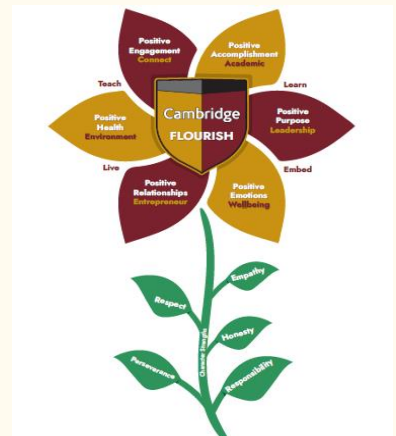 Positive
Engagement
Connect
Positive
Accomplishment
Academic
Teach
Learn
Cambridge
FLOURISH
Positive
Health
Environment
Positive
Purpose
Leadership
Live
Embed
Positive
Relationships
Entrepreneur
Positive
Emotions
Wellbeing
Empathy
Respect
Honesty
Character Strengths
Perseverance
Responsibility